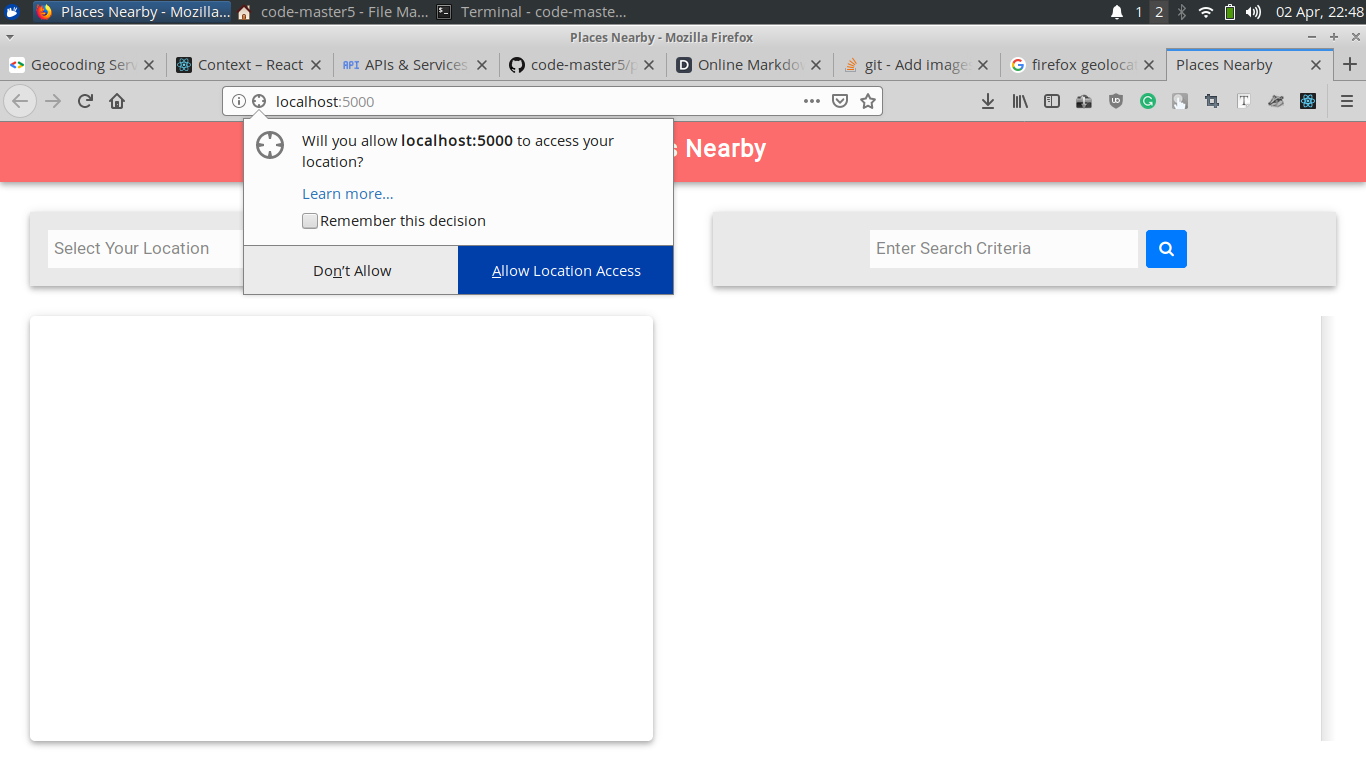 Places Nearby - Mozilla...
code-master5 - File Ma...
Terminal - code-maste...
1
2
02 Apr, 22:48
Places Nearby - Mozilla Firefox
Geocoding Serv
Context – React
API
APIs & Services
code-master5/p
Online Markdo
git - Add image
firefox geoloca
Places Nearby
localhost:5000
Will you allow localhost:5000 to access your
location?
Learn more...
Remember this decision
Don't Allow
Allow Location Access
s Nearby
Select Your Location
Enter Search Criteria